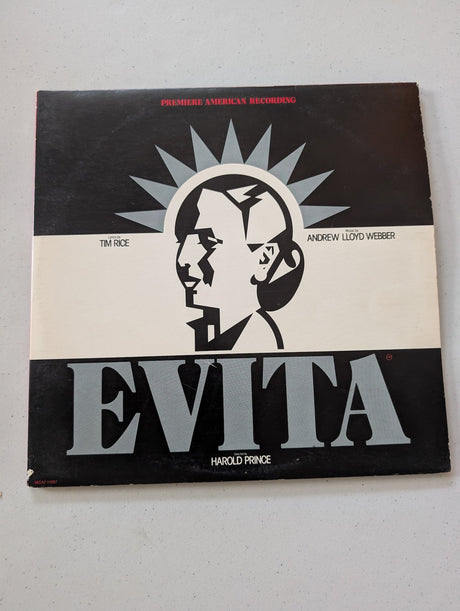 PREMIERE AMERICAN RECORDING
Lyrics by
TIM RICE
Music by
ANDREW LLOYD WEBBER
EVITA
Directed by
HAROLD PRINCE